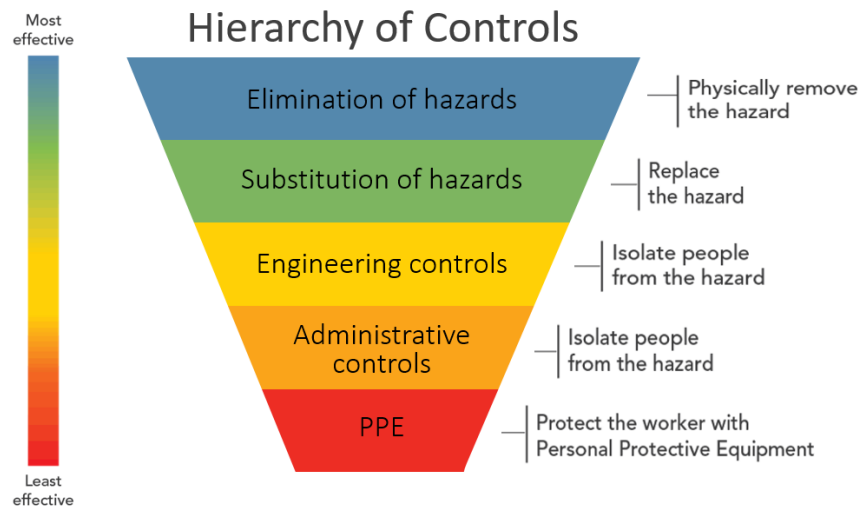 Most
effective
Hierarchy of Controls
Elimination of hazards
Physically remove
the hazard
Substitution of hazards
Replace
the hazard
Engineering controls
Isolate people
from the hazard
Administrative
controls
Isolate people
from the hazard
PPE
Protect the worker with
Personal Protective Equipment
Least
effective